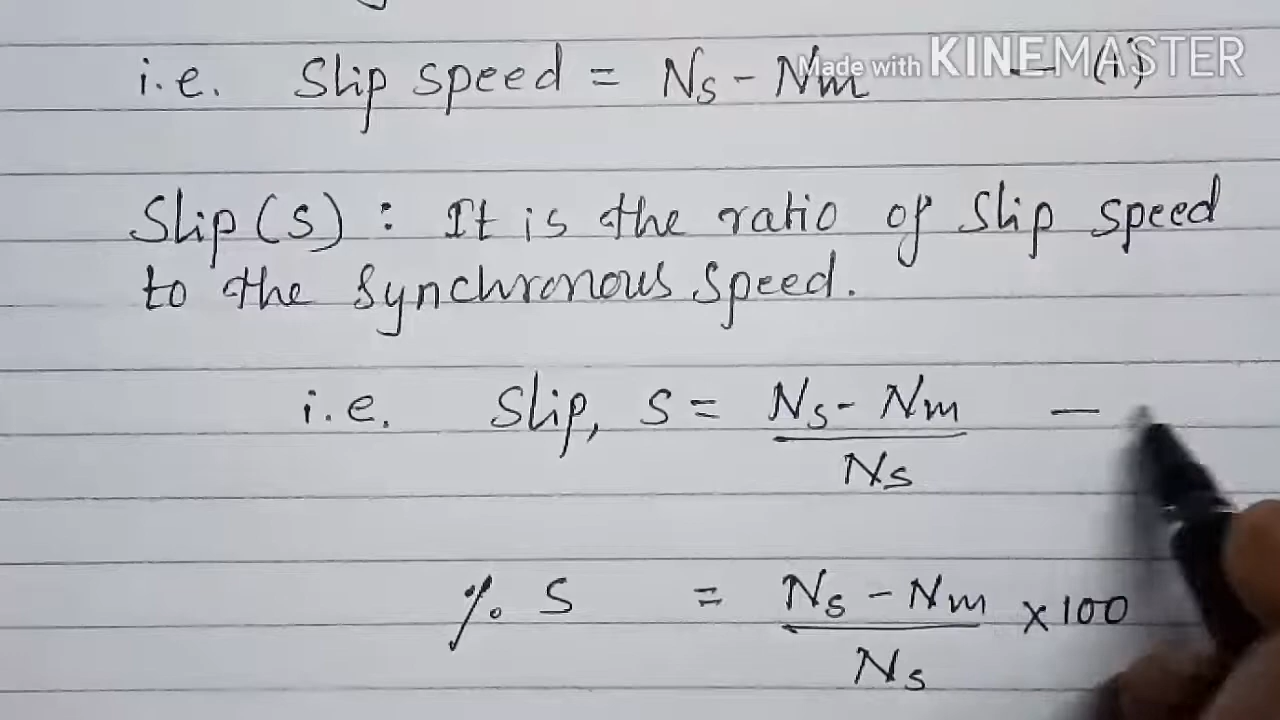 Made with KINEMASTER
i.e. Slip speed = Ns - Nm — (i)
Slip (S) : It is the ratio of Slip speed
to the Synchronous Speed.
i.e. Slip, S = Ns - Nm / Ns —
% S = Ns - Nm / Ns x 100